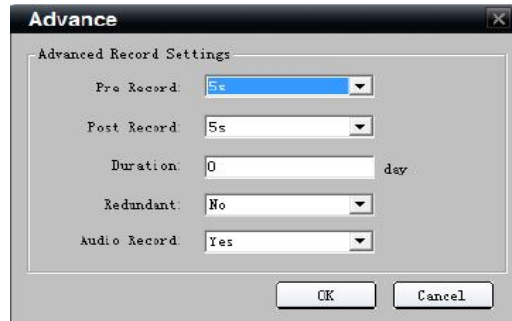 Advance
Advanced Record Settings
Pre Record: 5s
Post Record: 5s
Duration: 0 day
Redundant: No
Audio Record: Yes
OK Cancel